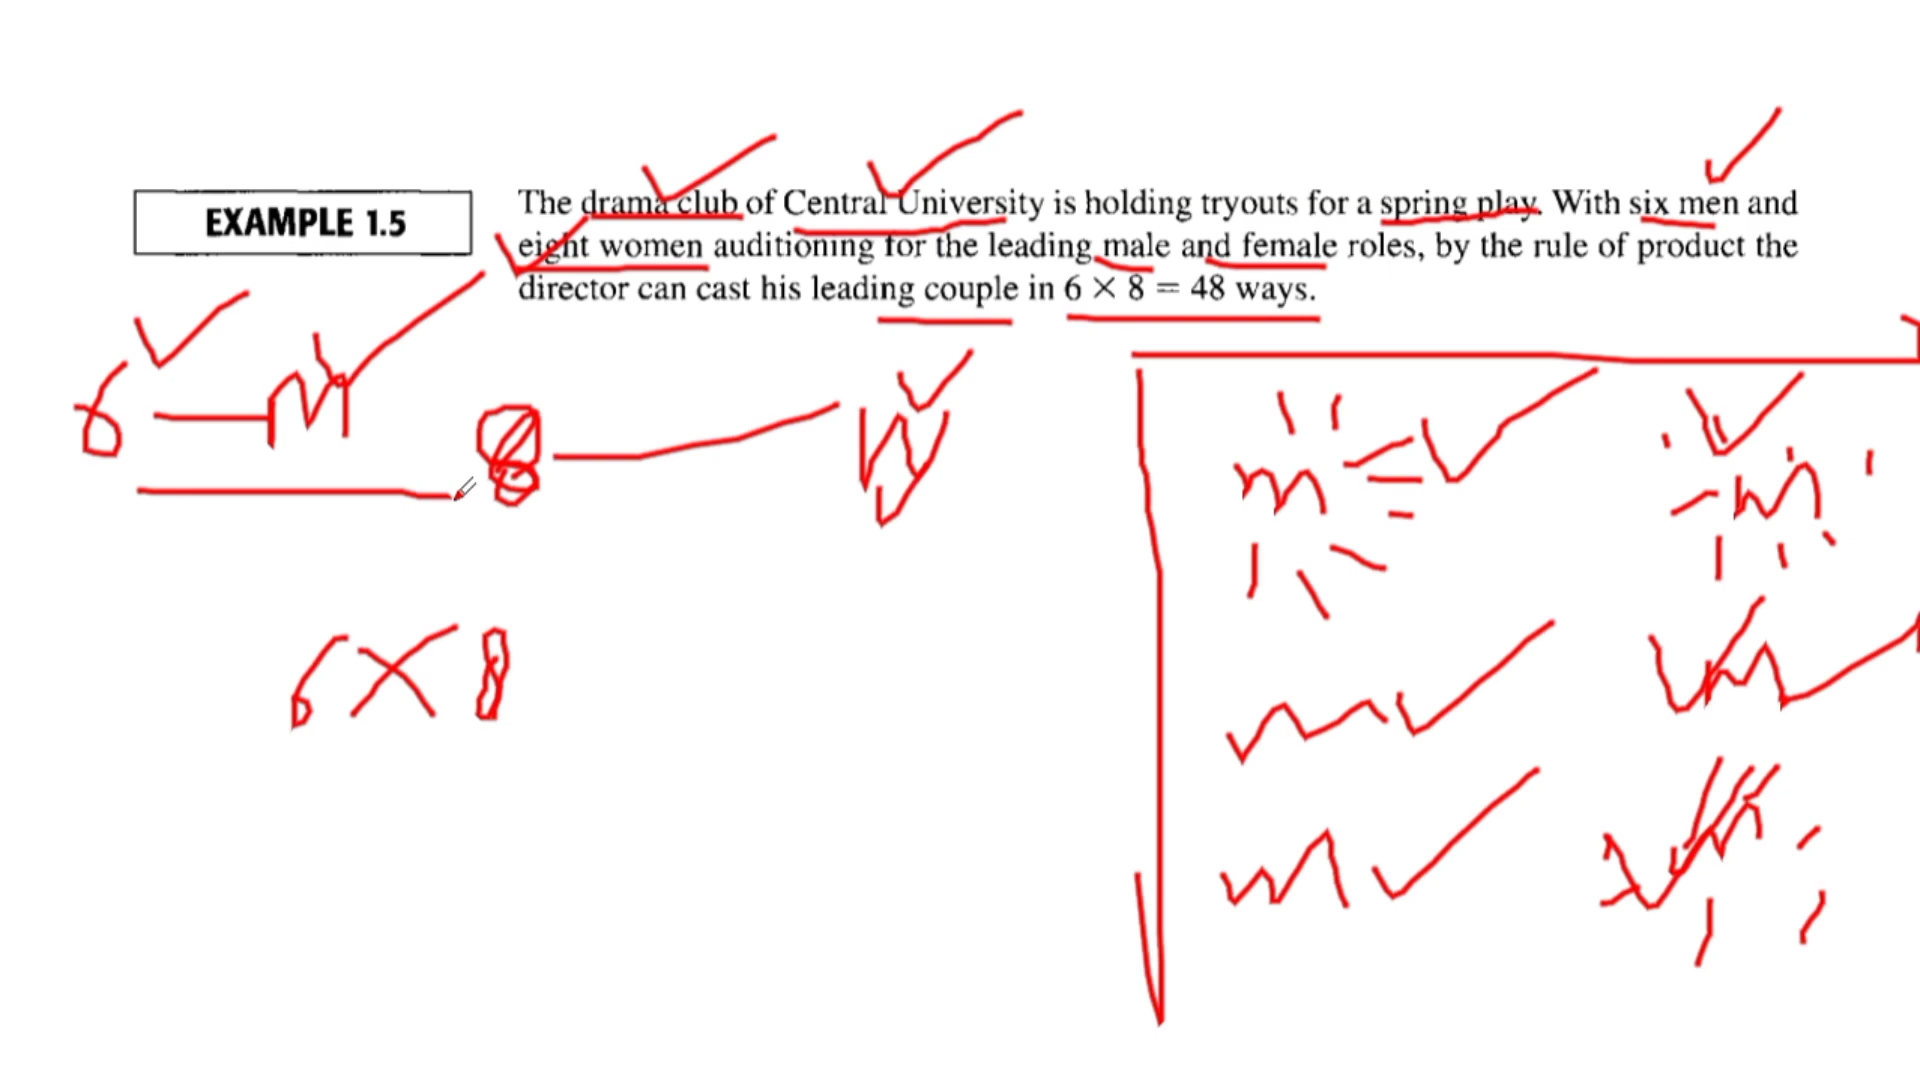 EXAMPLE 1.5
The drama club of Central University is holding tryouts for a spring play. With six men and
eight women auditioning for the leading male and female roles, by the rule of product the
director can cast his leading couple in 6 × 8 = 48 ways.
6 — M 8 — W
m m
6 × 8
m m
m